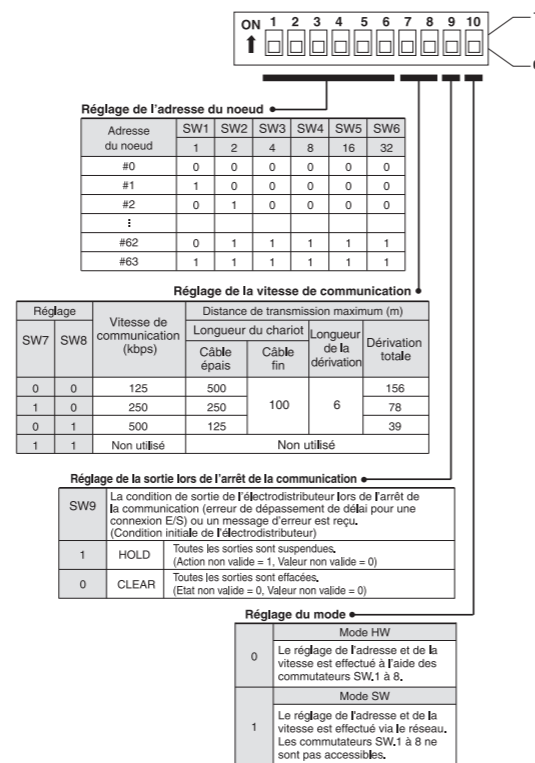 ON 1 2 3 4 5 6 7 8 9 10
Réglage de l'adresse du noeud
Adresse du noeud SW1 SW2 SW3 SW4 SW5 SW6
1 2 4 8 16 32
#0 0 0 0 0 0 0
#1 1 0 0 0 0 0
#2 0 1 0 0 0 0
⋮
#62 0 1 1 1 1 1
#63 1 1 1 1 1 1
Réglage de la vitesse de communication
Réglage
SW7 SW8
Vitesse de
communication
(kbps)
Distance de transmission maximum (m)
Longueur du chariot
Câble
épais
Câble
fin
Longueur
de la
dérivation
Dérivation
totale
0 0 125 500 100 6 156
1 0 250 250 78
0 1 500 125 39
1 1 Non utilisé Non utilisé
Réglage de la sortie lors de l'arrêt de la communication
SW9
La condition de sortie de l'électrodistributeur lors de l'arrêt de
la communication (erreur de dépassement de délai pour une
connexion E/S) ou un message d'erreur est reçu.
(Condition initiale de l'électrodistributeur)
1 HOLD Toutes les sorties sont suspendues.
(Action non valide = 1, Valeur non valide = 0)
0 CLEAR Toutes les sorties sont effacées.
(Etat non valide = 0, Valeur non valide = 0)
Réglage du mode
0
Mode HW
Le réglage de l'adresse et de la
vitesse est effectué à l'aide des
commutateurs SW.1 à 8.
1
Mode SW
Le réglage de l'adresse et de la
vitesse est effectué via le réseau.
Les commutateurs SW.1 à 8 ne
sont pas accessibles.